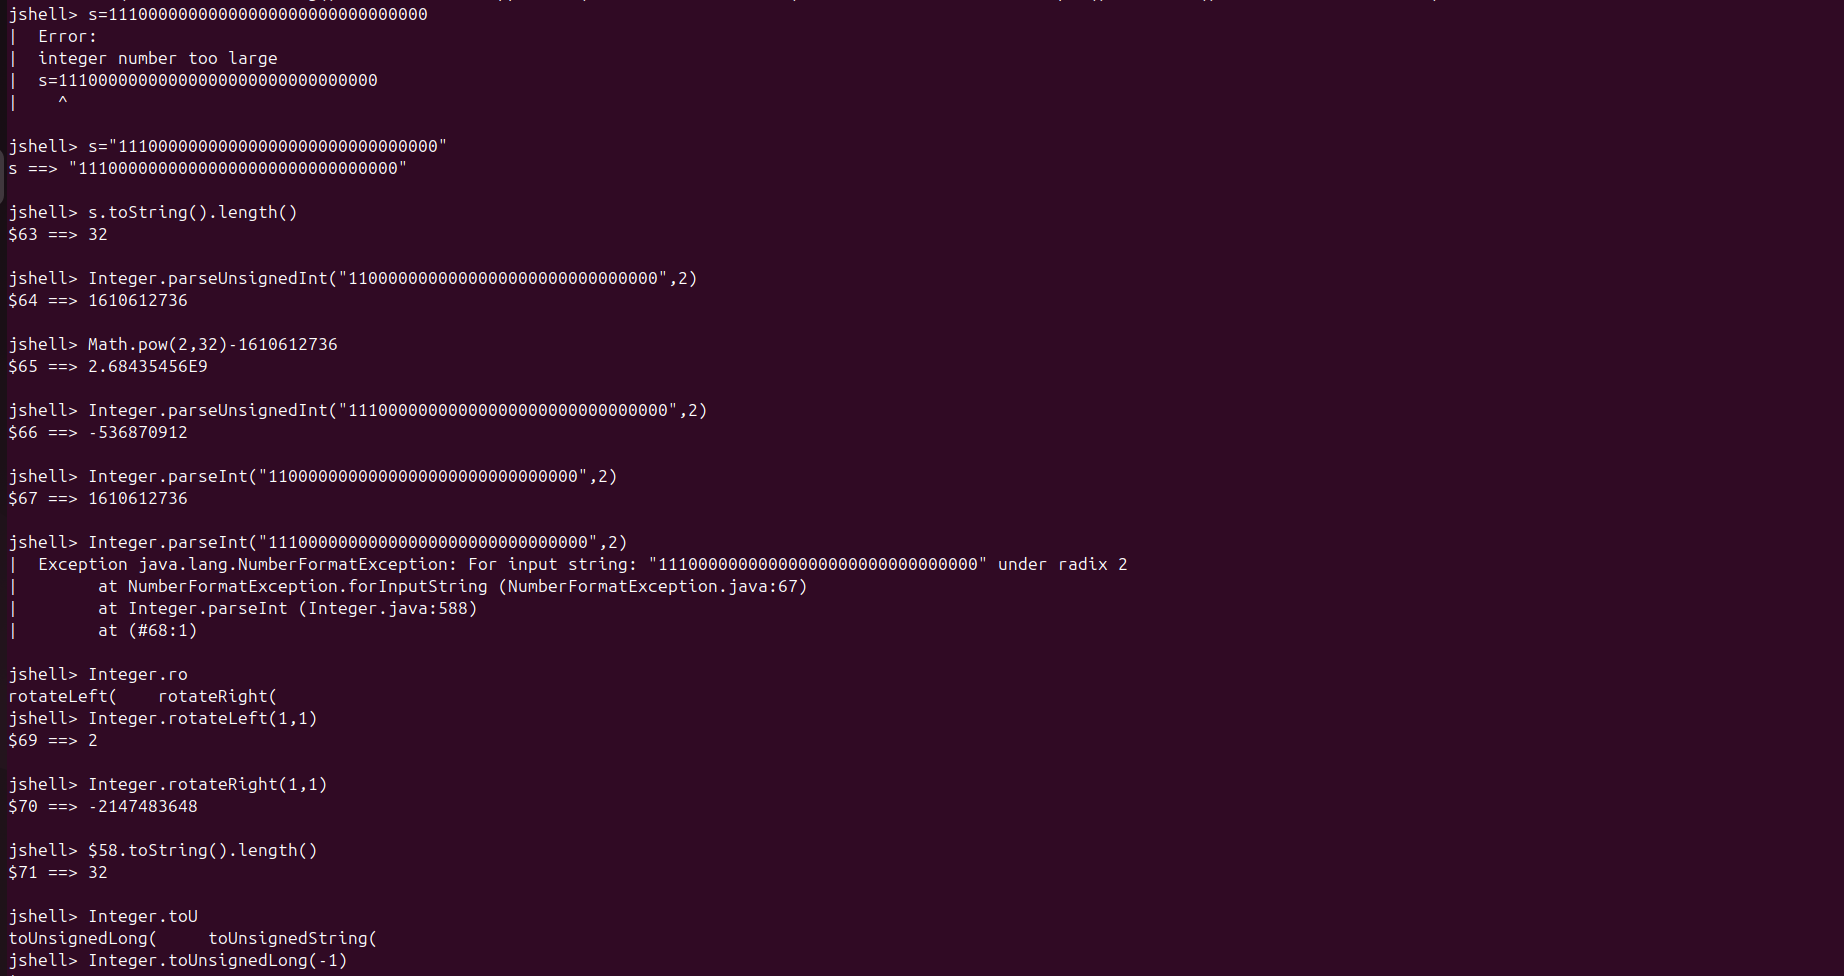 jshell> s=11100000000000000000000000000000
|  Error:
|  integer number too large
|  s=11100000000000000000000000000000
|    ^
jshell> s="11100000000000000000000000000000"
s ==> "11100000000000000000000000000000"
jshell> s.toString().length()
$63 ==> 32
jshell> Integer.parseUnsignedInt("1100000000000000000000000000000",2)
$64 ==> 1610612736
jshell> Math.pow(2,32)-1610612736
$65 ==> 2.68435456E9
jshell> Integer.parseUnsignedInt("11100000000000000000000000000000",2)
$66 ==> -536870912
jshell> Integer.parseInt("1100000000000000000000000000000",2)
$67 ==> 1610612736
jshell> Integer.parseInt("11100000000000000000000000000000",2)
|  Exception java.lang.NumberFormatException: For input string: "11100000000000000000000000000000" under radix 2
|        at NumberFormatException.forInputString (NumberFormatException.java:67)
|        at Integer.parseInt (Integer.java:588)
|        at (#68:1)
jshell> Integer.ro
rotateLeft(    rotateRight(
jshell> Integer.rotateLeft(1,1)
$69 ==> 2
jshell> Integer.rotateRight(1,1)
$70 ==> -2147483648
jshell> $58.toString().length()
$71 ==> 32
jshell> Integer.toU
toUnsignedLong(     toUnsignedString(
jshell> Integer.toUnsignedLong(-1)